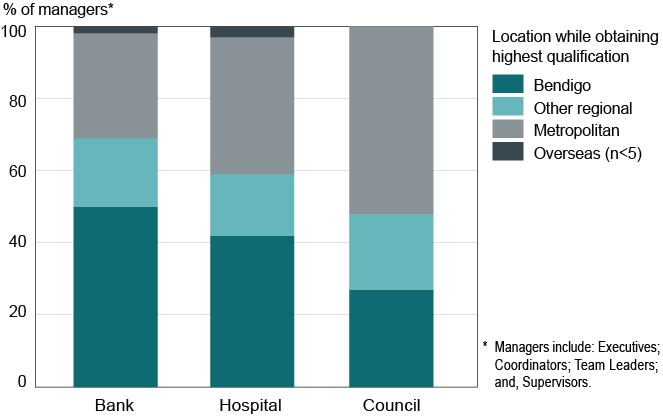 % of managers*
100
80
60
40
20
0
Bank
Hospital
Council
Location while obtaining
highest qualification
Bendigo
Other regional
Metropolitan
Overseas (n<5)
* Managers include: Executives;
Coordinators; Team Leaders;
and, Supervisors.